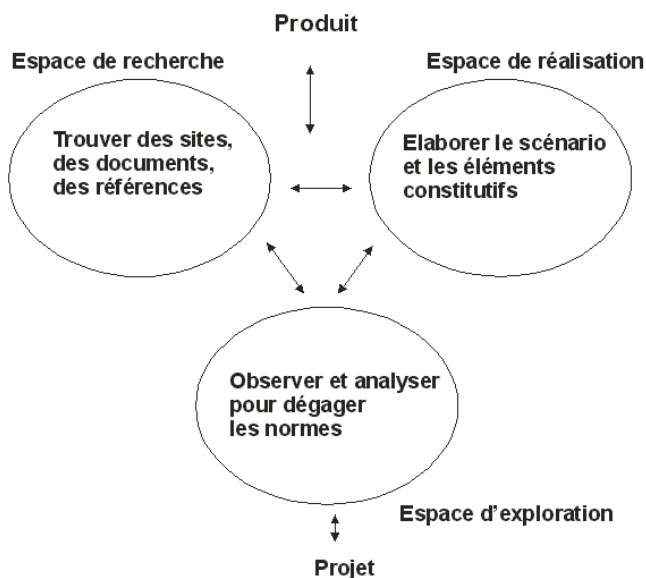 Produit
Espace de recherche
Espace de réalisation
Trouver des sites,
des documents,
des références
Elaborer le scénario
et les éléments
constitutifs
Observer et analyser
pour dégager
les normes
Espace d'exploration
Projet